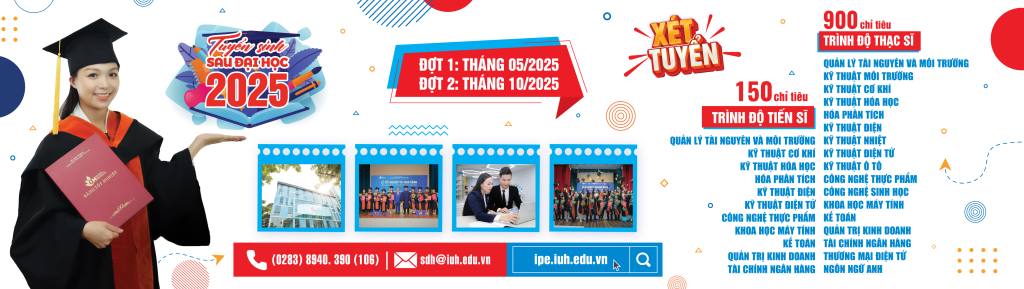 Tuyển sinh
SAU ĐẠI HỌC
2025
ĐỢT 1: THÁNG 05/2025
ĐỢT 2: THÁNG 10/2025
XÉT
TUYỂN
150 chỉ tiêu
TRÌNH ĐỘ TIẾN SĨ
QUẢN LÝ TÀI NGUYÊN VÀ MÔI TRƯỜNG
KỸ THUẬT CƠ KHÍ
KỸ THUẬT HÓA HỌC
HÓA PHÂN TÍCH
KỸ THUẬT ĐIỆN
KỸ THUẬT ĐIỆN TỬ
CÔNG NGHỆ THỰC PHẨM
KHOA HỌC MÁY TÍNH
KẾ TOÁN
QUẢN TRỊ KINH DOANH
TÀI CHÍNH NGÂN HÀNG
900 chỉ tiêu
TRÌNH ĐỘ THẠC SĨ
QUẢN LÝ TÀI NGUYÊN VÀ MÔI TRƯỜNG
KỸ THUẬT MÔI TRƯỜNG
KỸ THUẬT CƠ KHÍ
KỸ THUẬT HÓA HỌC
HÓA PHÂN TÍCH
KỸ THUẬT ĐIỆN
KỸ THUẬT NHIỆT
KỸ THUẬT ĐIỆN TỬ
KỸ THUẬT Ô TÔ
CÔNG NGHỆ THỰC PHẨM
CÔNG NGHỆ SINH HỌC
KHOA HỌC MÁY TÍNH
KẾ TOÁN
QUẢN TRỊ KINH DOANH
TÀI CHÍNH NGÂN HÀNG
THƯƠNG MẠI ĐIỆN TỬ
NGÔN NGỮ ANH
(0283) 8940. 390 (106)
sdh@iuh.edu.vn
ipe.iuh.edu.vn